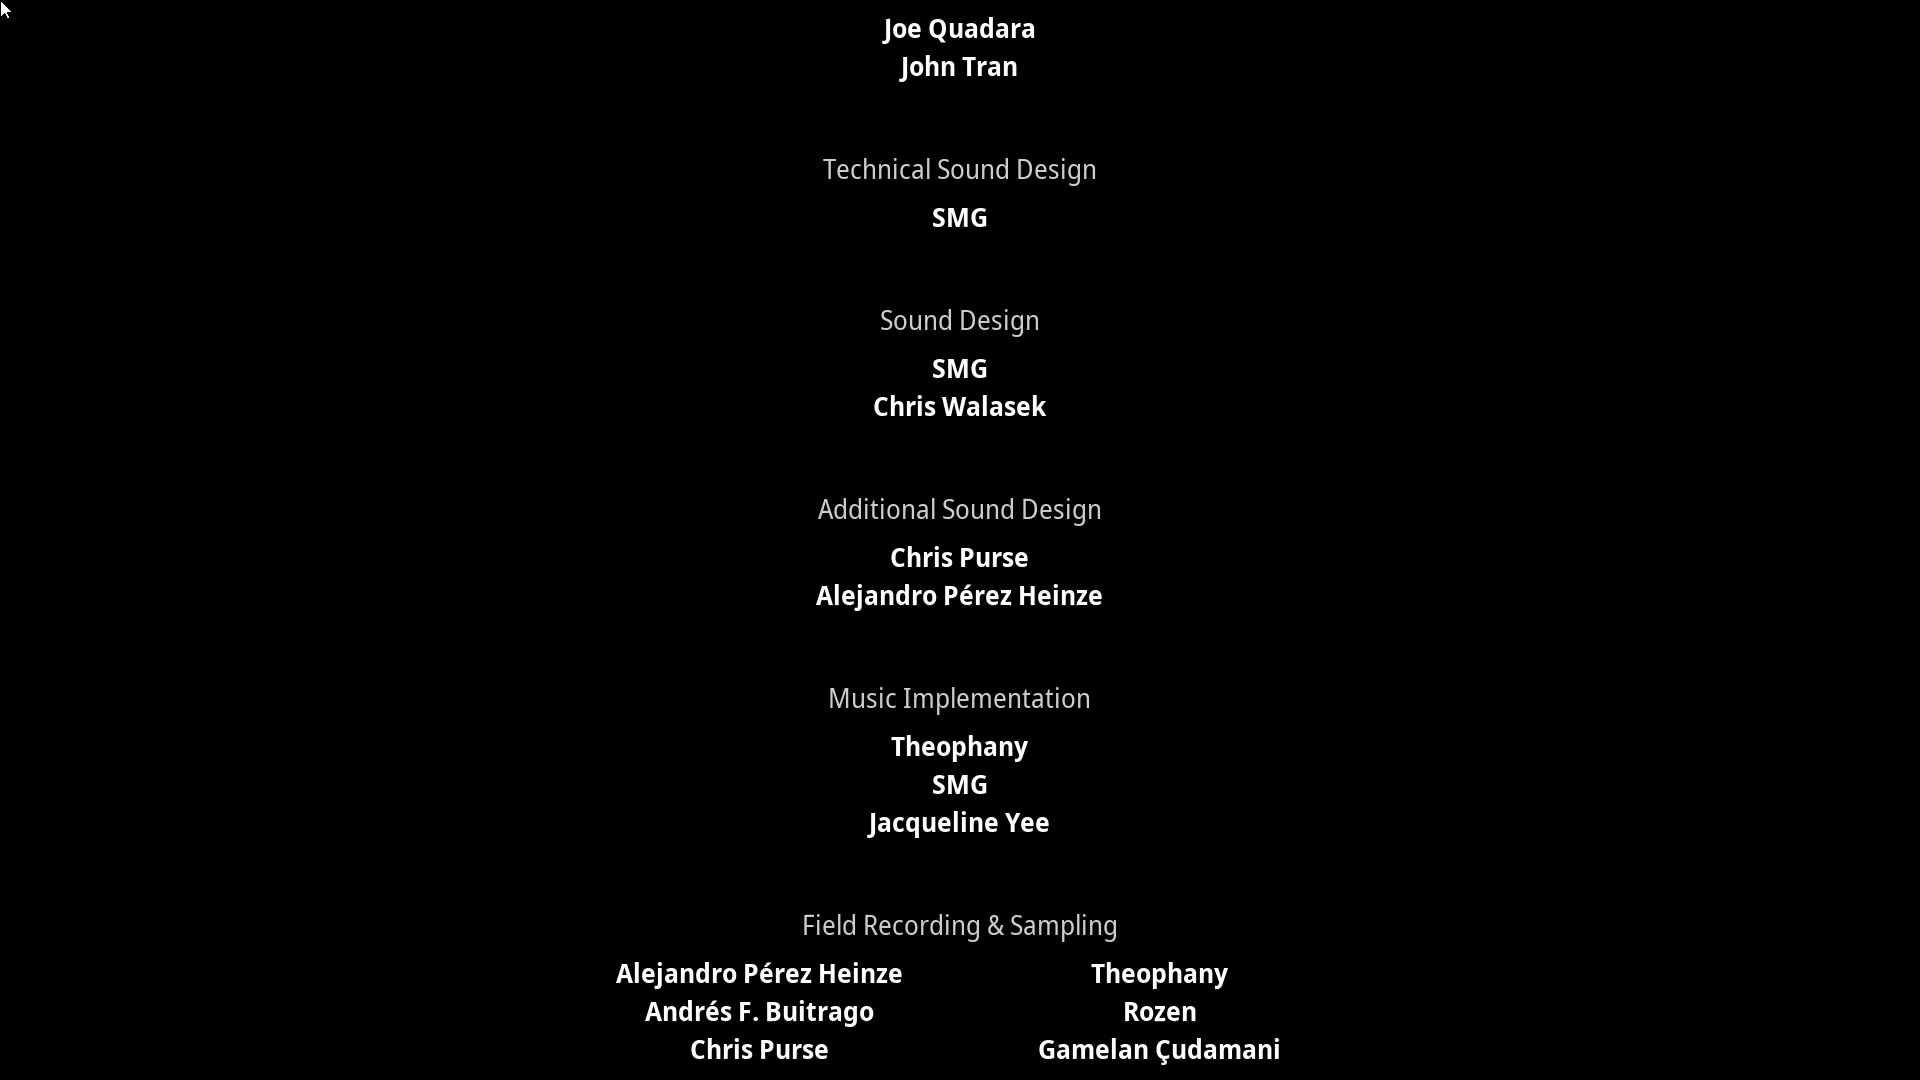 Joe Quadara
John Tran
Technical Sound Design
SMG
Sound Design
SMG
Chris Walasek
Additional Sound Design
Chris Purse
Alejandro Pérez Heinze
Music Implementation
Theophany
SMG
Jacqueline Yee
Field Recording & Sampling
Alejandro Pérez Heinze
Theophany
Andrés F. Buitrago
Rozen
Chris Purse
Gamelan Çudamani